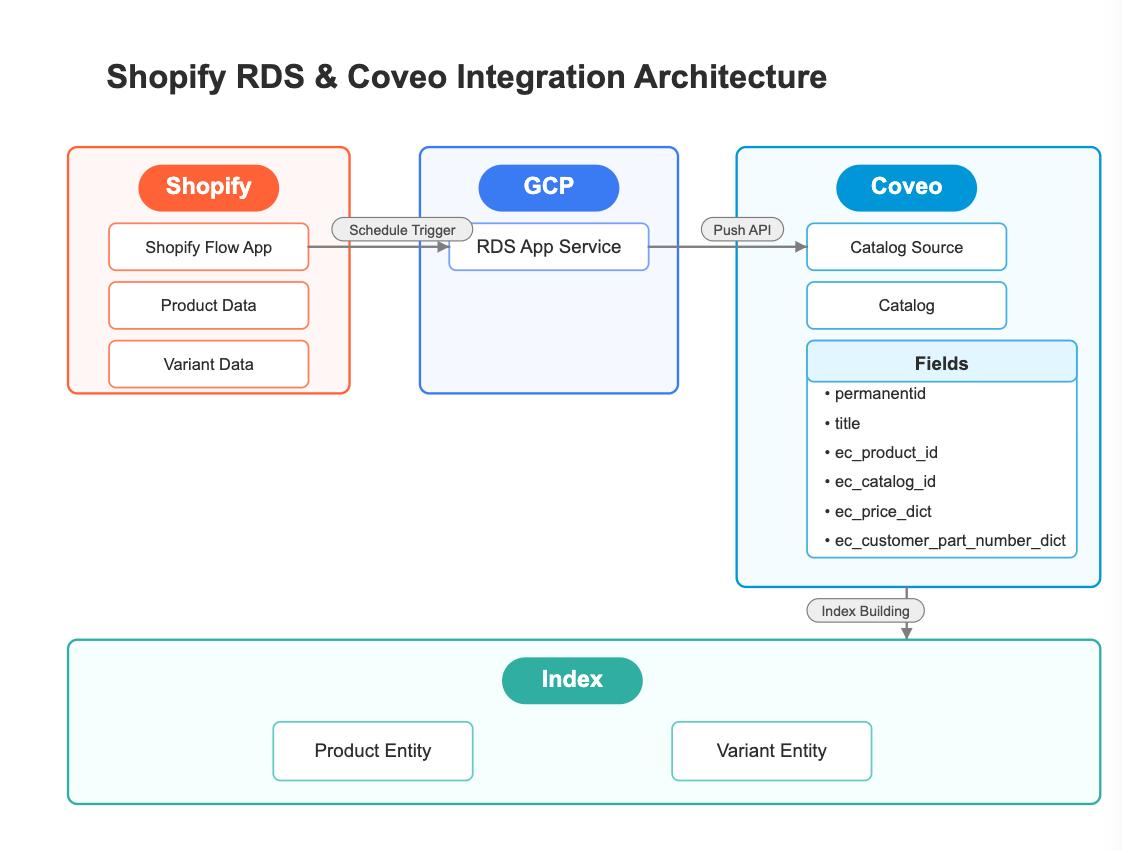 Shopify RDS & Coveo Integration Architecture
Shopify
Shopify Flow App
Product Data
Variant Data
Schedule Trigger
GCP
RDS App Service
Push API
Coveo
Catalog Source
Catalog
Fields
• permanentid
• title
• ec_product_id
• ec_catalog_id
• ec_price_dict
• ec_customer_part_number_dict
Index Building
Index
Product Entity
Variant Entity